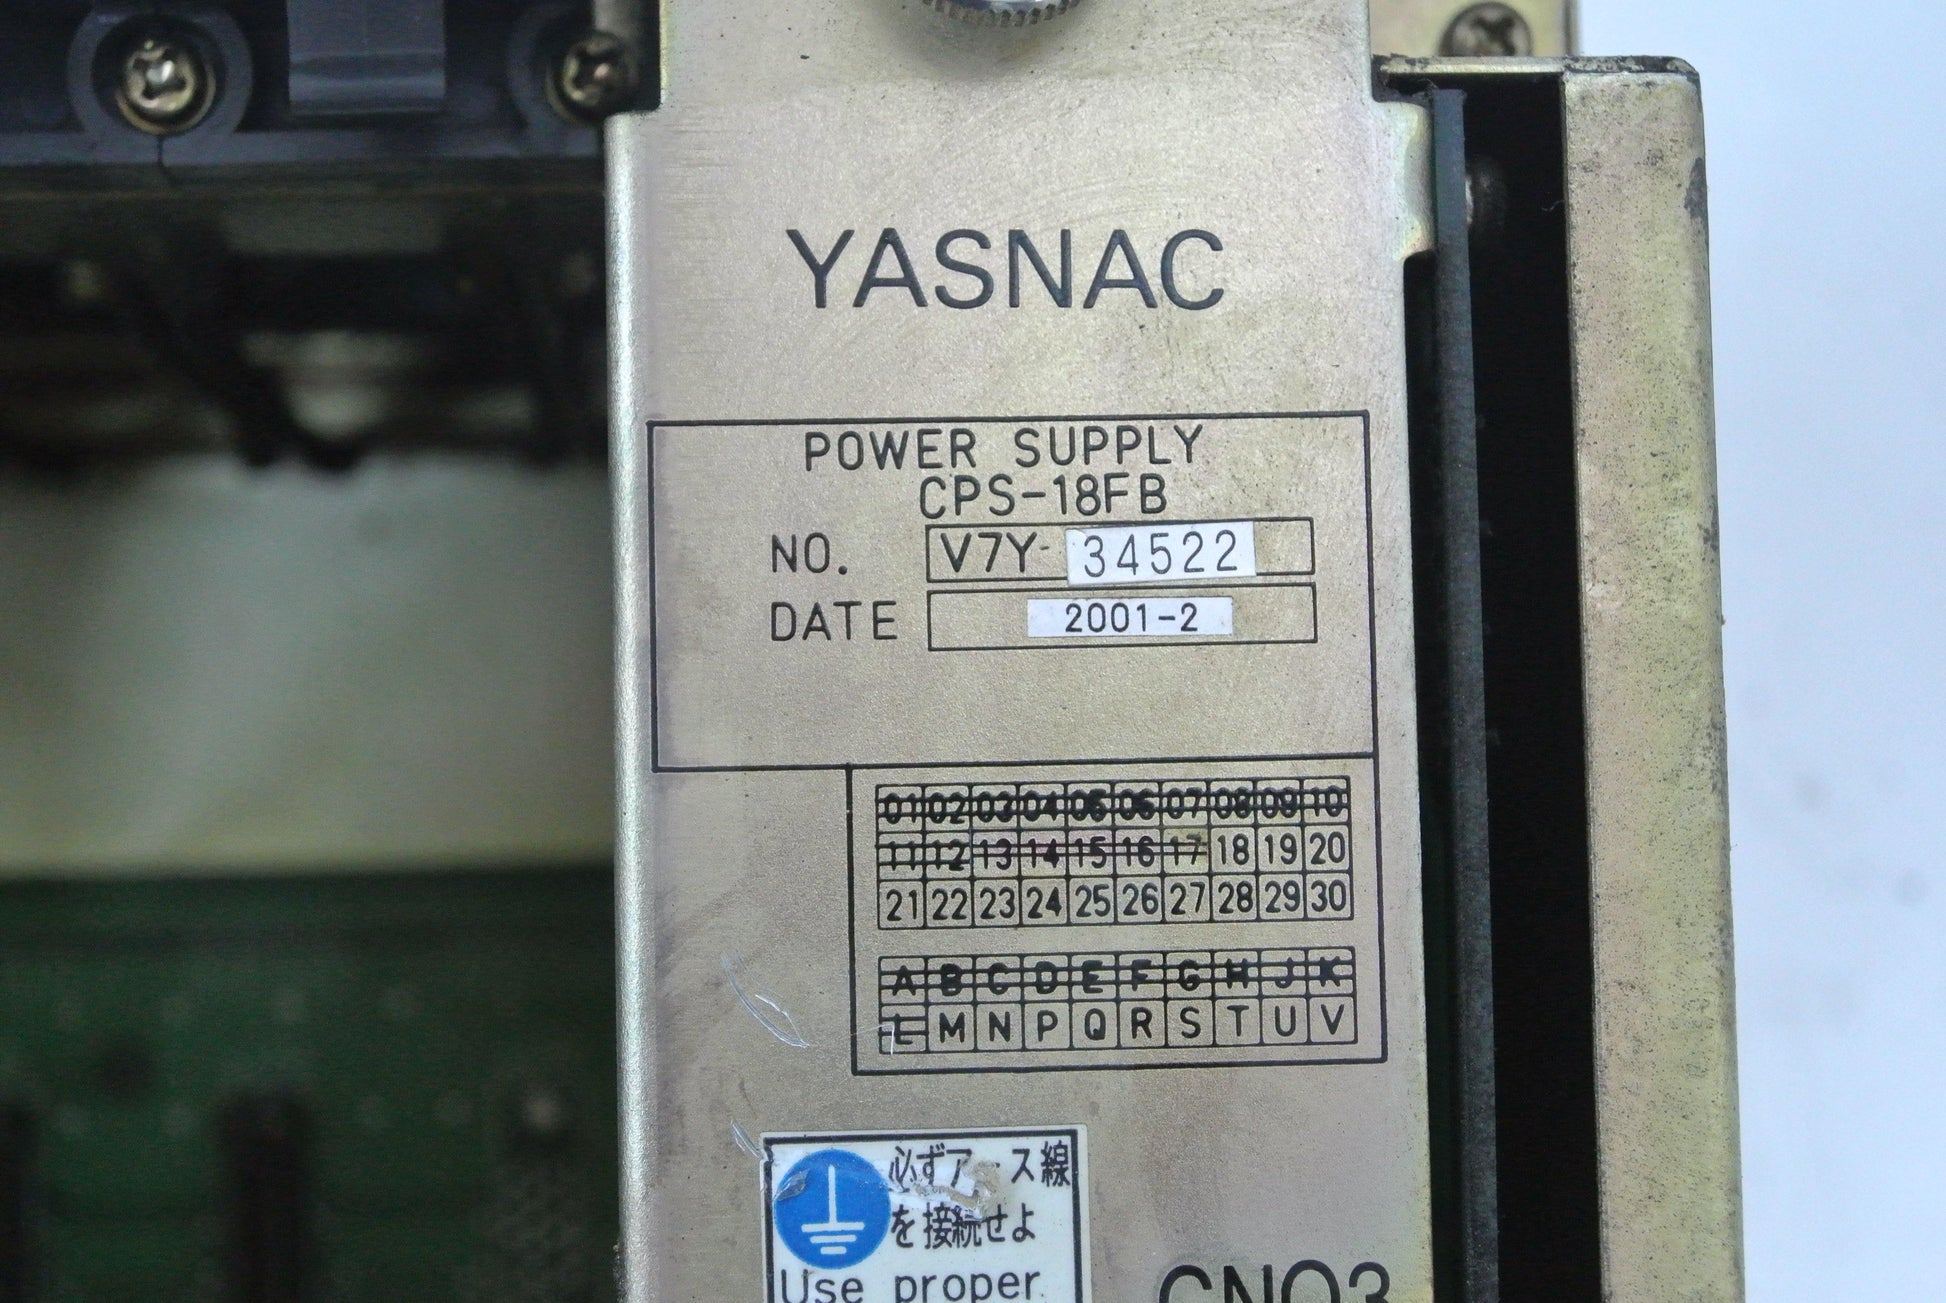 YASNAC
POWER SUPPLY
CPS-18FB
NO. V7Y- 34522
DATE 2001-2
01 02 03 04 05 06 07 08 09 10
11 12 13 14 15 16 17 18 19 20
21 22 23 24 25 26 27 28 29 30
A B C D E F G H J K
L M N P Q R S T U V
必ずアース線
を接続せよ
Use proper
CN03